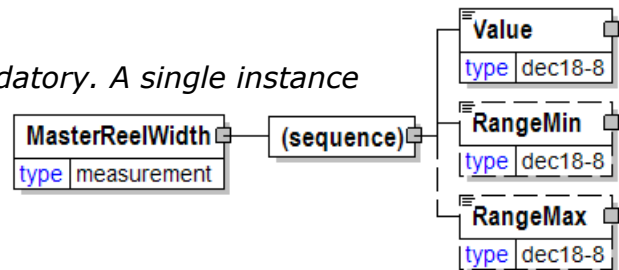 Value
type dec18-8
datory. A single instance
MasterReelWidth
type measurement
(sequence)
RangeMin
type dec18-8
RangeMax
type dec18-8